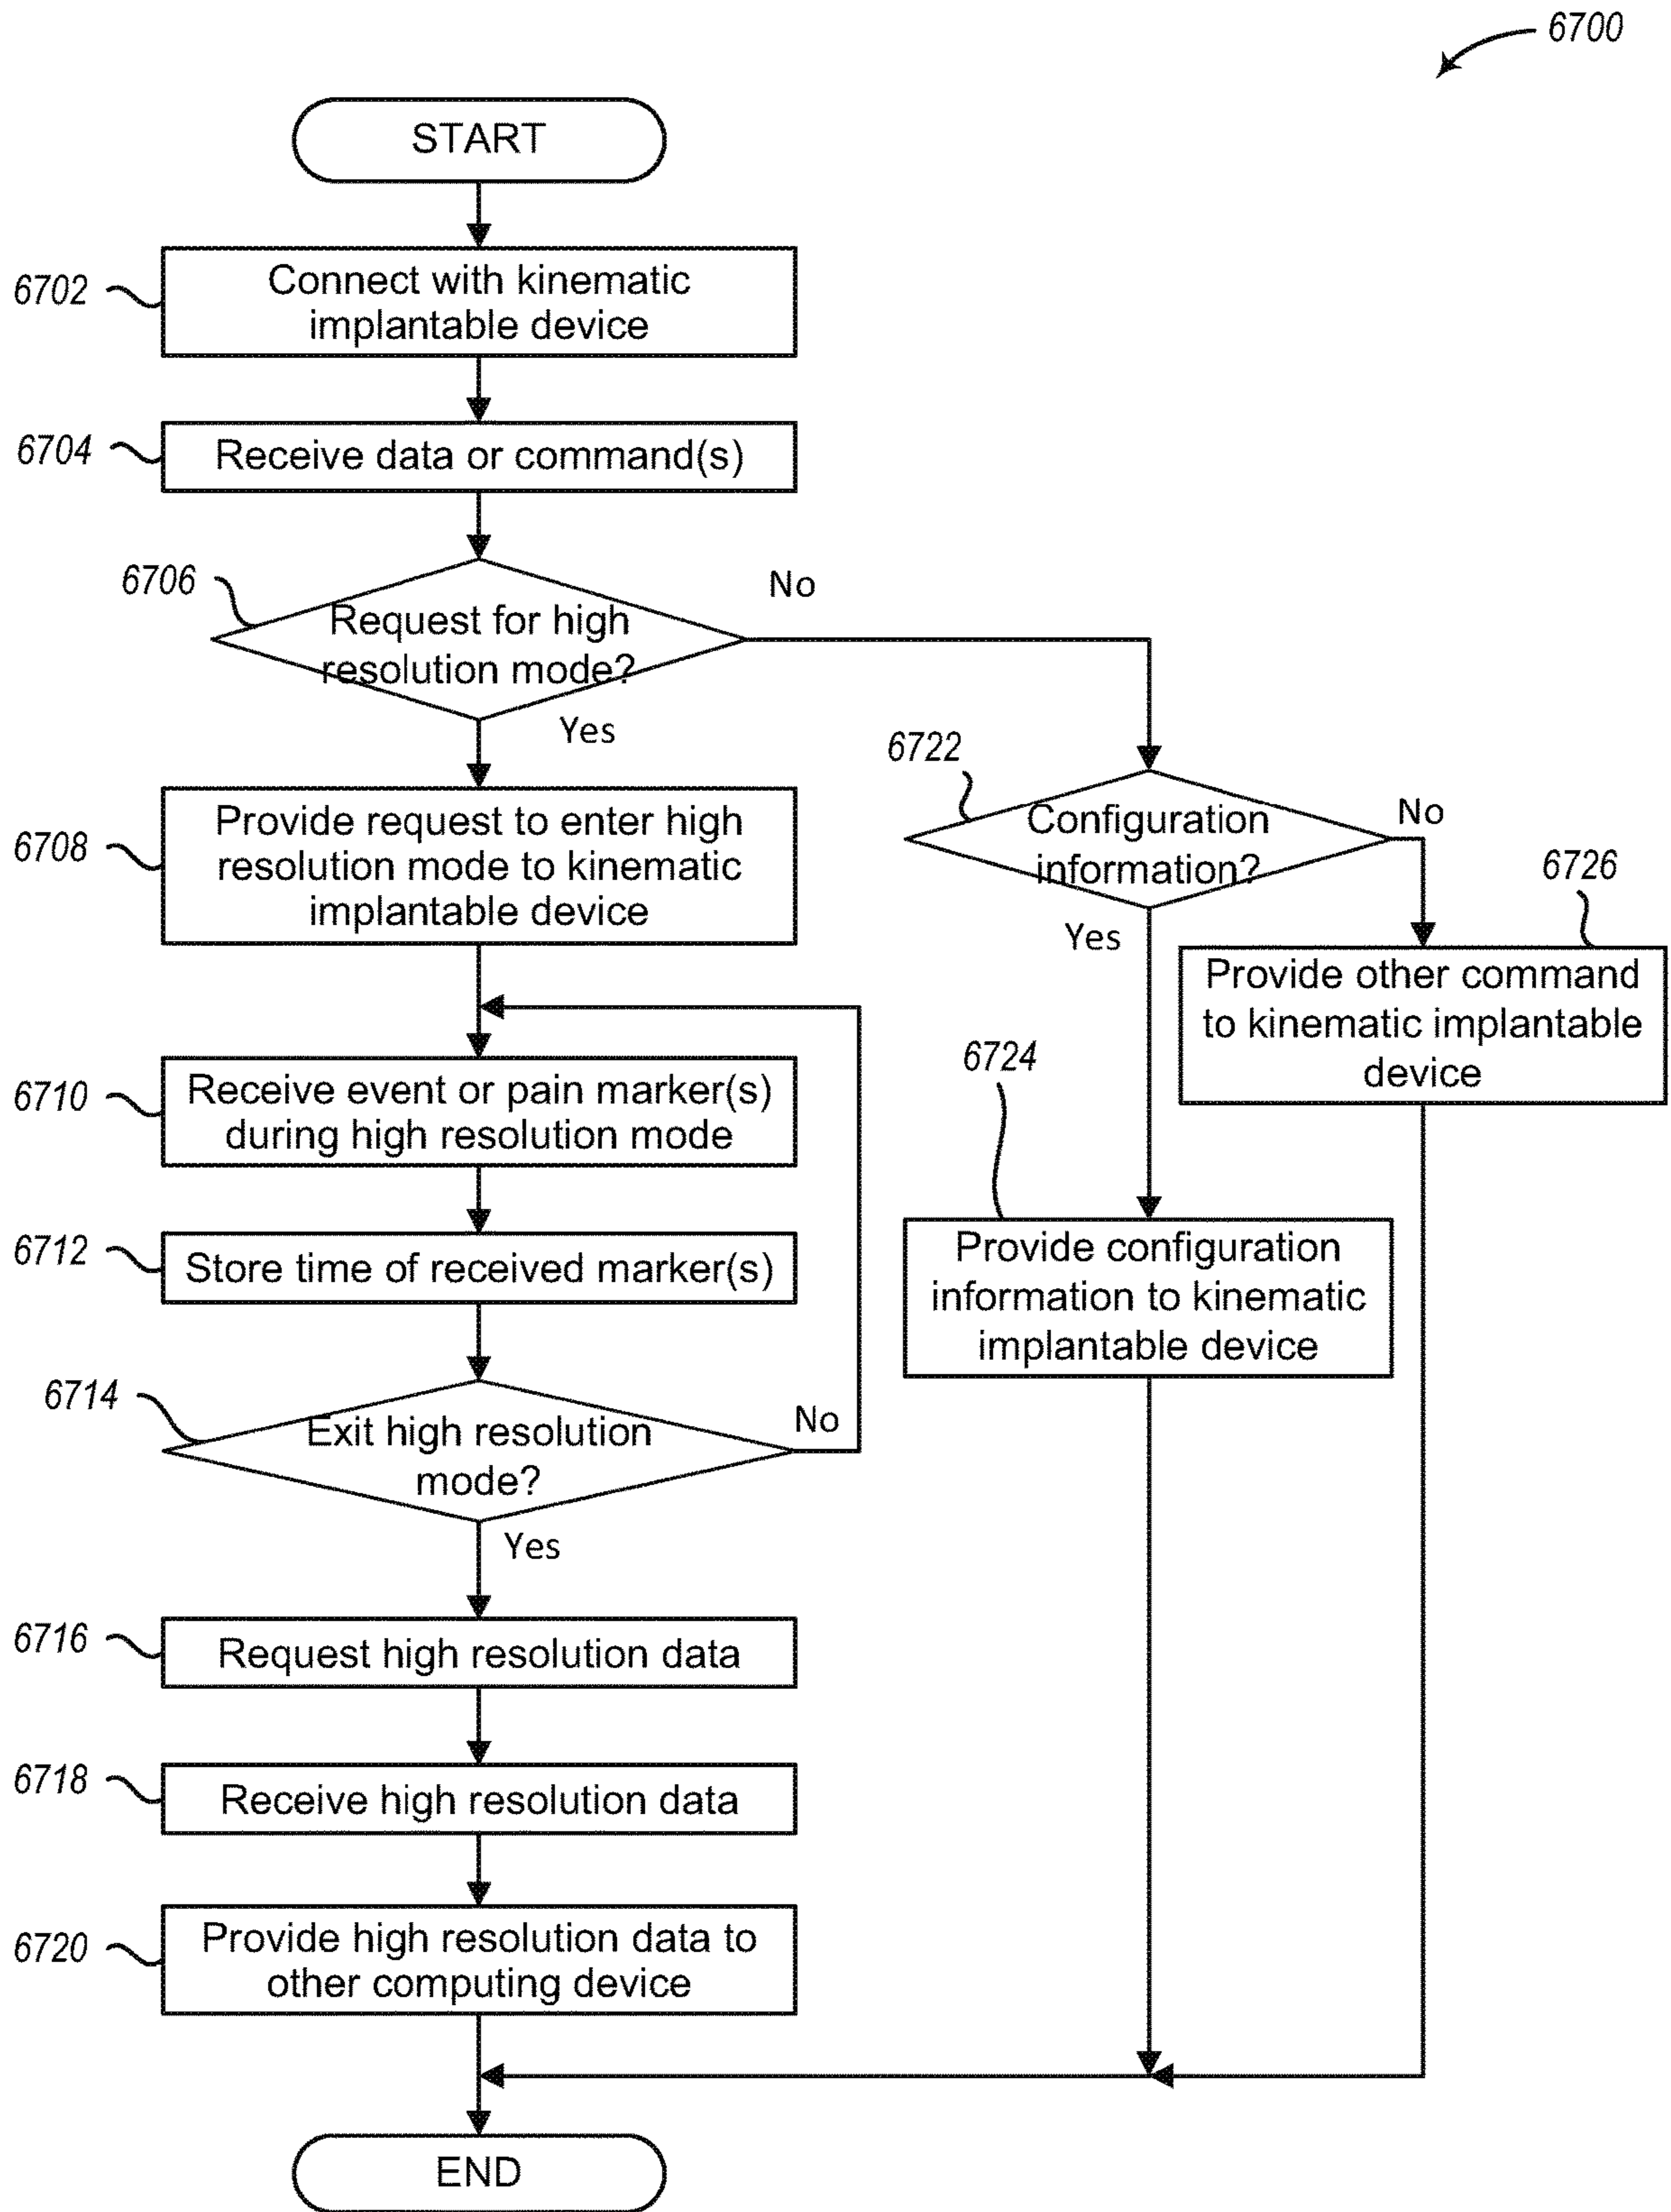 6700
START
6702
Connect with kinematic
implantable device
6704
Receive data or command(s)
6706
Request for high
resolution mode?
No
Yes
6708
Provide request to enter high
resolution mode to kinematic
implantable device
6710
Receive event or pain marker(s)
during high resolution mode
6712
Store time of received marker(s)
6714
Exit high resolution
mode?
No
Yes
6716
Request high resolution data
6718
Receive high resolution data
6720
Provide high resolution data to
other computing device
6722
Configuration
information?
No
Yes
6726
Provide other command
to kinematic implantable
device
6724
Provide configuration
information to kinematic
implantable device
END